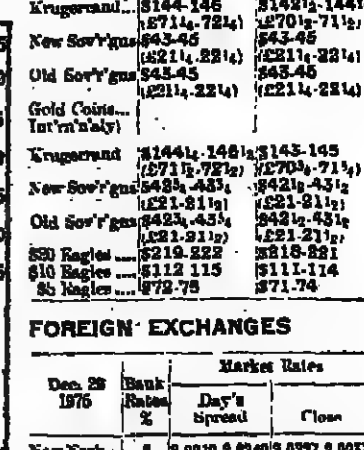 Krugerrand... $144-146 $142½-144½
(£71¼-72¼) (£70½-71½)
New Sov'r'gns $43-45 $43-45
(£21¼-22¼) (£21¼-22¼)
Old Sov'r'gns $43-45 $43-45
(£21¼-22¼) (£21¼-22¼)
Gold Coins...
Int'rn'n'aly)
Krugerrand $144¼-146¼ $143-145
(£71½-72½) (£70¾-71¾)
New Sov'r'gns $42¾-43¾ $42½-43½
(£21-21½) (£21-21½)
Old Sov'r'gns $42¾-43¾ $42½-43½
(£21-21½) (£21-21½)
$20 Eagles .... $219-222 $218-221
$10 Eagles .... $112 115 $111-114
$5 Eagles .... $72-75 $71-74
FOREIGN EXCHANGES
Market Rates
Dec. 29 1976 Bank Rates % Day's Spread Close
New York